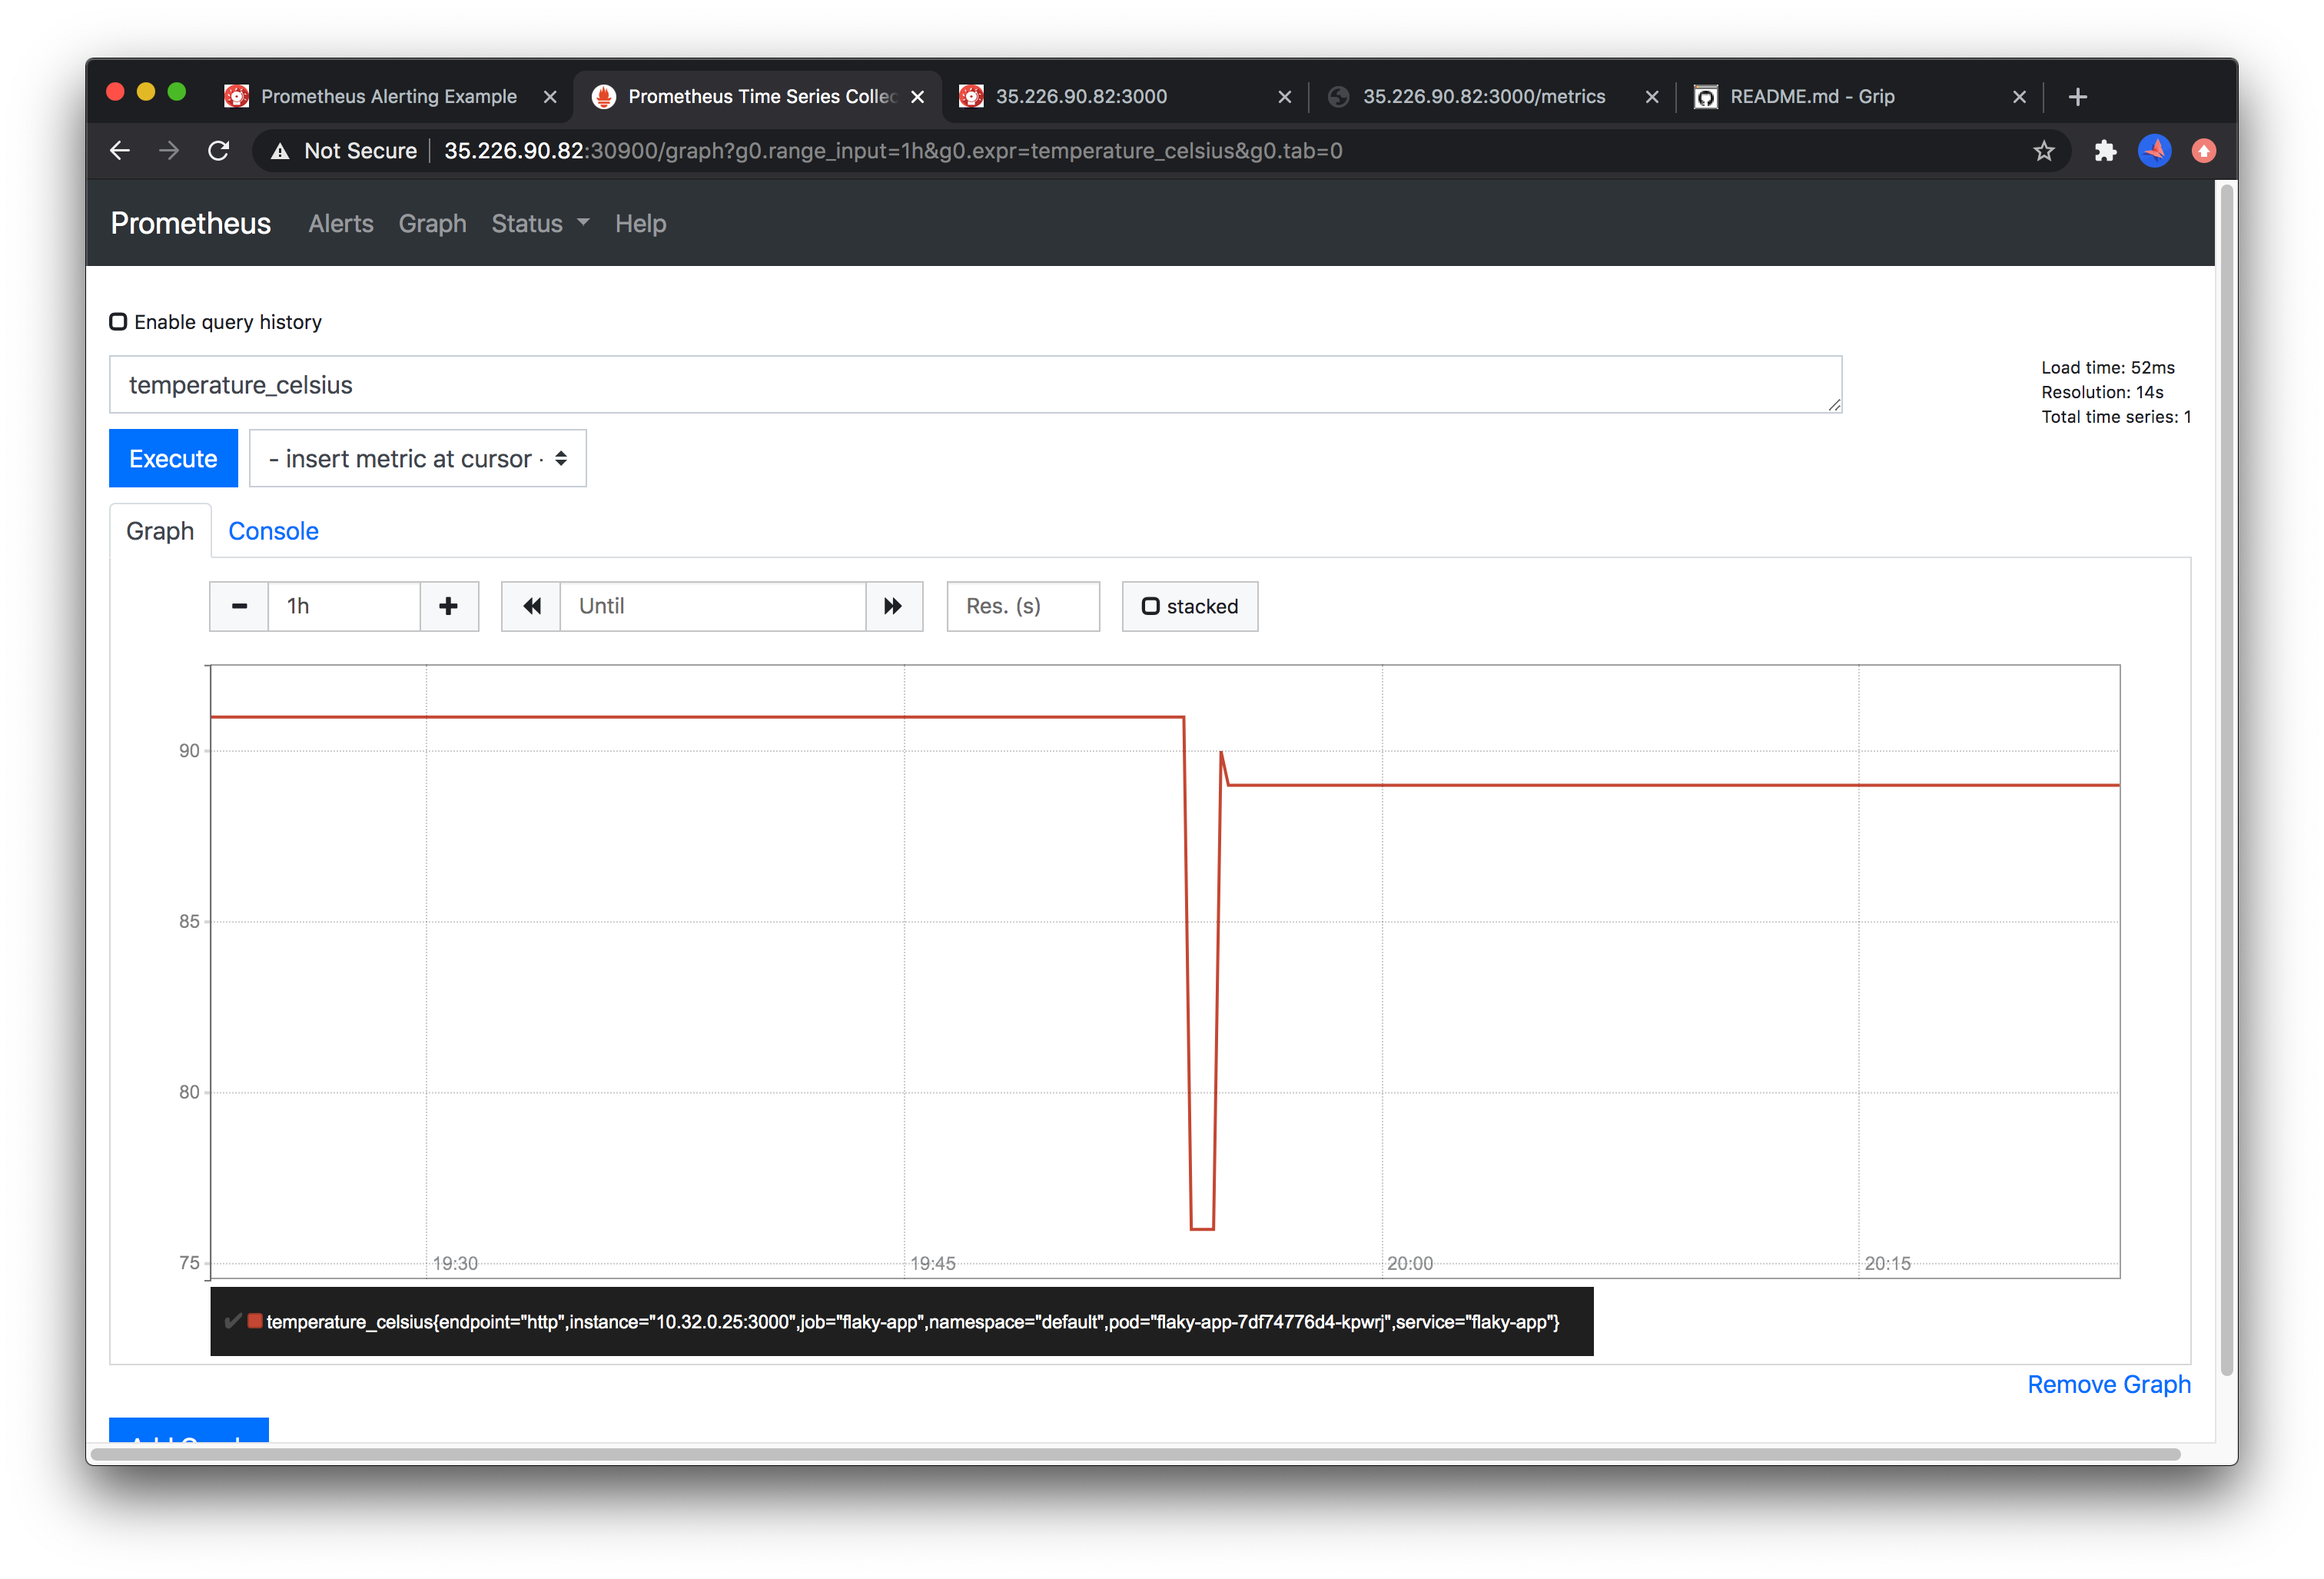 Prometheus Alerting Example
Prometheus Time Series Collec
35.226.90.82:3000
35.226.90.82:3000/metrics
README.md - Grip
Not Secure
35.226.90.82:30900/graph?g0.range_input=1h&g0.expr=temperature_celsius&g0.tab=0
Prometheus
Alerts
Graph
Status
Help
Enable query history
temperature_celsius
Load time: 52ms
Resolution: 14s
Total time series: 1
Execute
- insert metric at cursor -
Graph
Console
1h
Until
Res. (s)
stacked
90
85
80
75
19:30
19:45
20:00
20:15
temperature_celsius{endpoint="http",instance="10.32.0.25:3000",job="flaky-app",namespace="default",pod="flaky-app-7df74776d4-kpwrj",service="flaky-app"}
Remove Graph
Add Graph